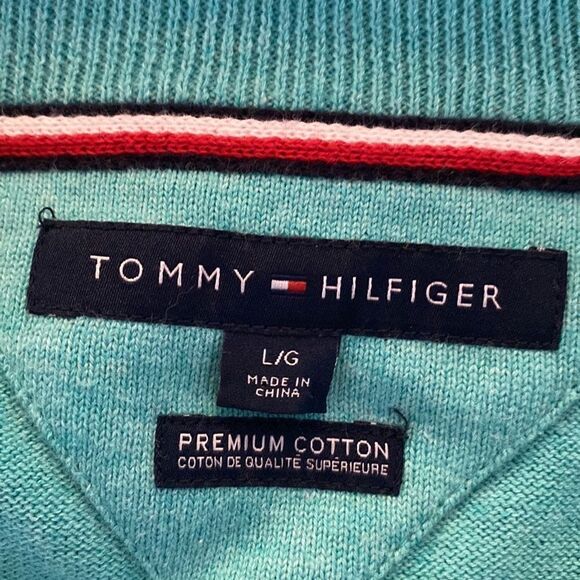 TOMMY HILFIGER
L/G
MADE IN
CHINA
PREMIUM COTTON
COTON DE QUALITÉ SUPÉRIEURE